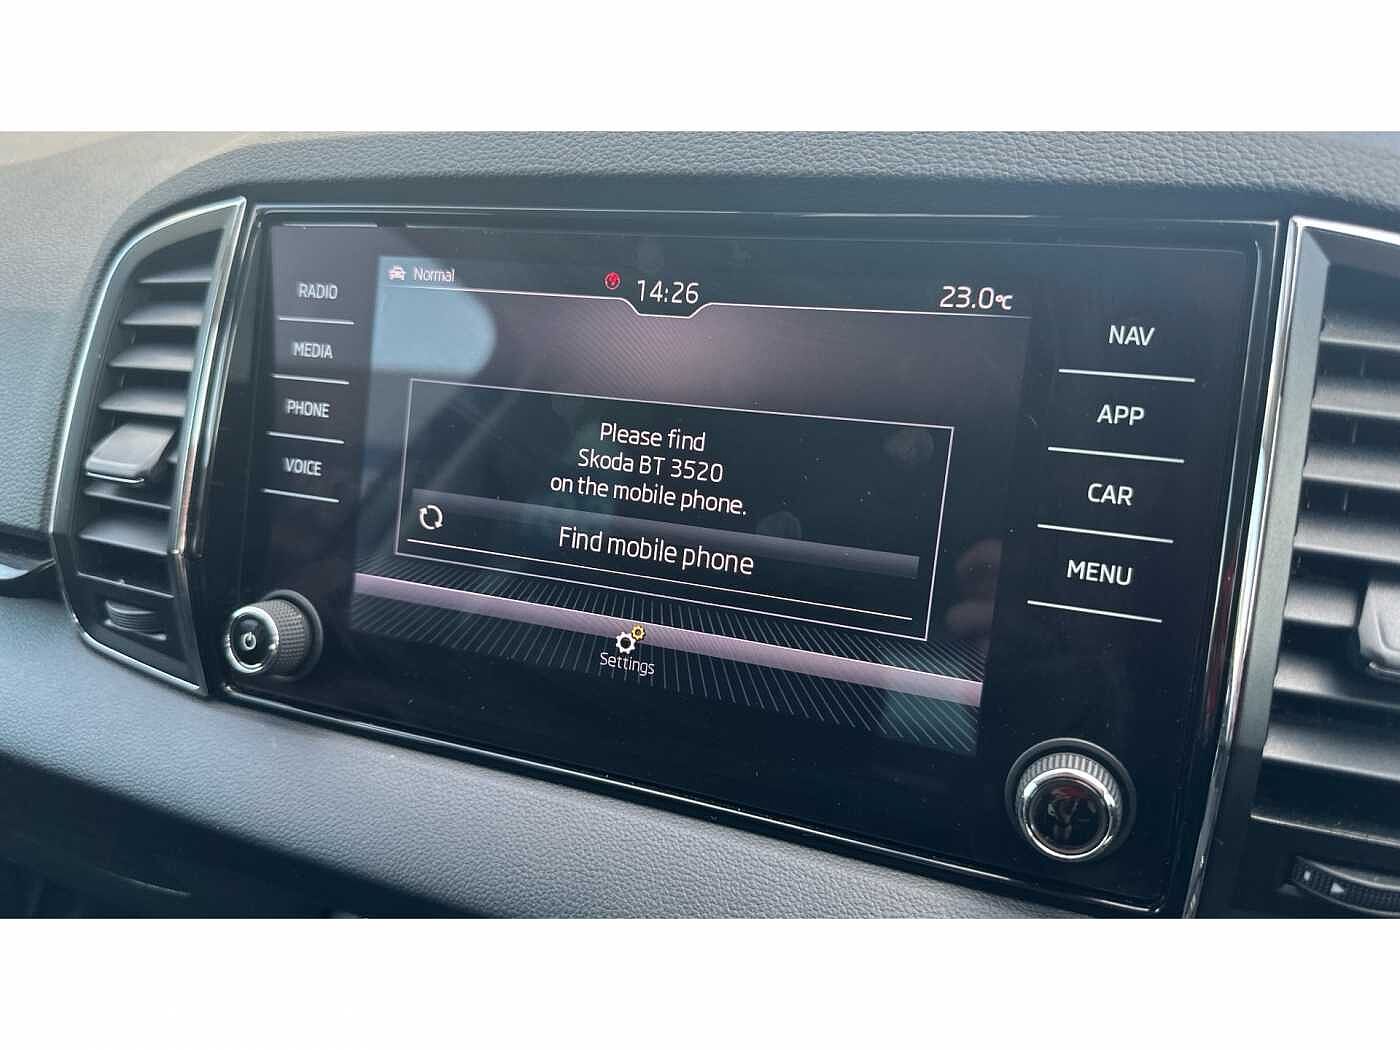 Normal
14:26
23.0°C
RADIO
MEDIA
PHONE
VOICE
Please find
Skoda BT 3520
on the mobile phone.
Find mobile phone
Settings
NAV
APP
CAR
MENU